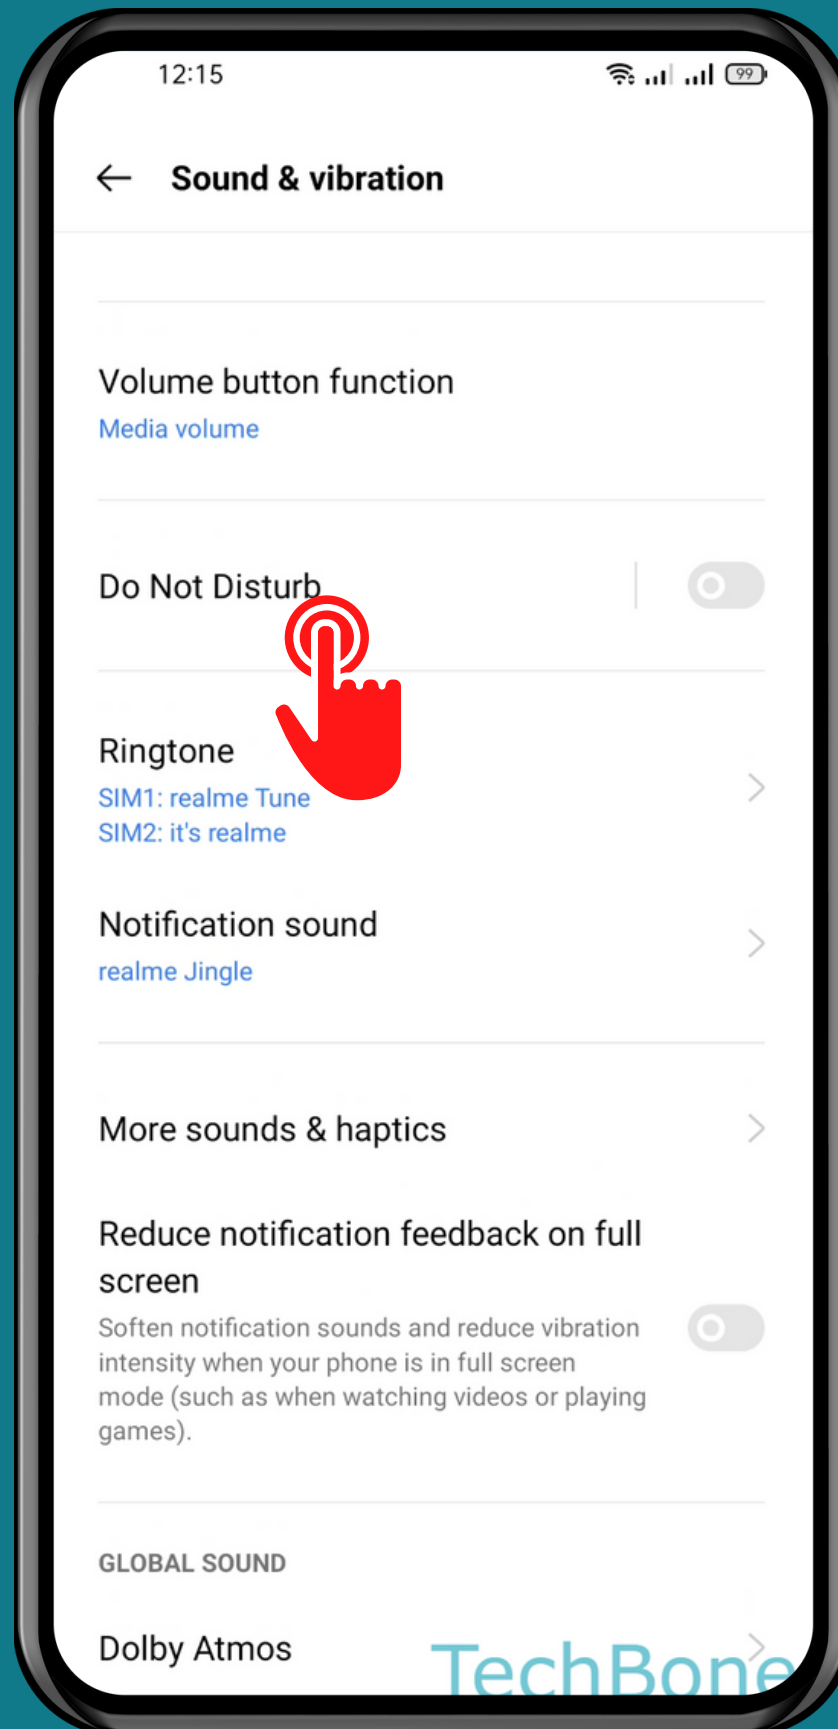 12:15
99
Sound & vibration
Volume button function
Media volume
Do Not Disturb
Ringtone
SIM1: realme Tune
SIM2: it's realme
Notification sound
realme Jingle
More sounds & haptics
Reduce notification feedback on full
screen
Soften notification sounds and reduce vibration
intensity when your phone is in full screen
mode (such as when watching videos or playing
games).
GLOBAL SOUND
Dolby Atmos
TechBone